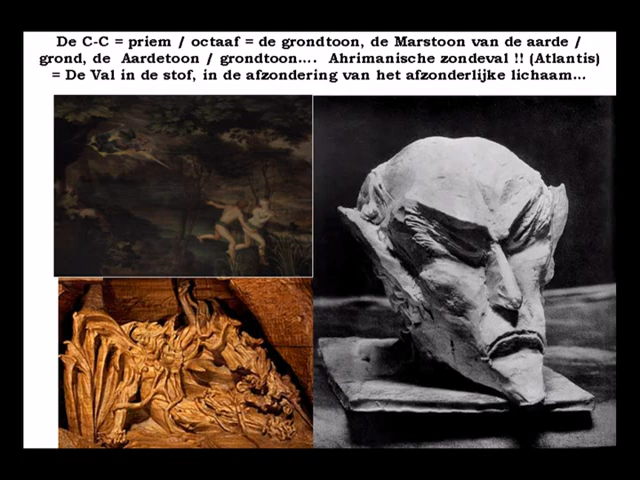 De C-C = priem / octaaf = de grondtoon, de Marstoon van de aarde /
grond, de  Aardetoon / grondtoon....  Ahrimanische zondeval !! (Atlantis)
= De Val in de stof, in de afzondering van het afzonderlijke lichaam...